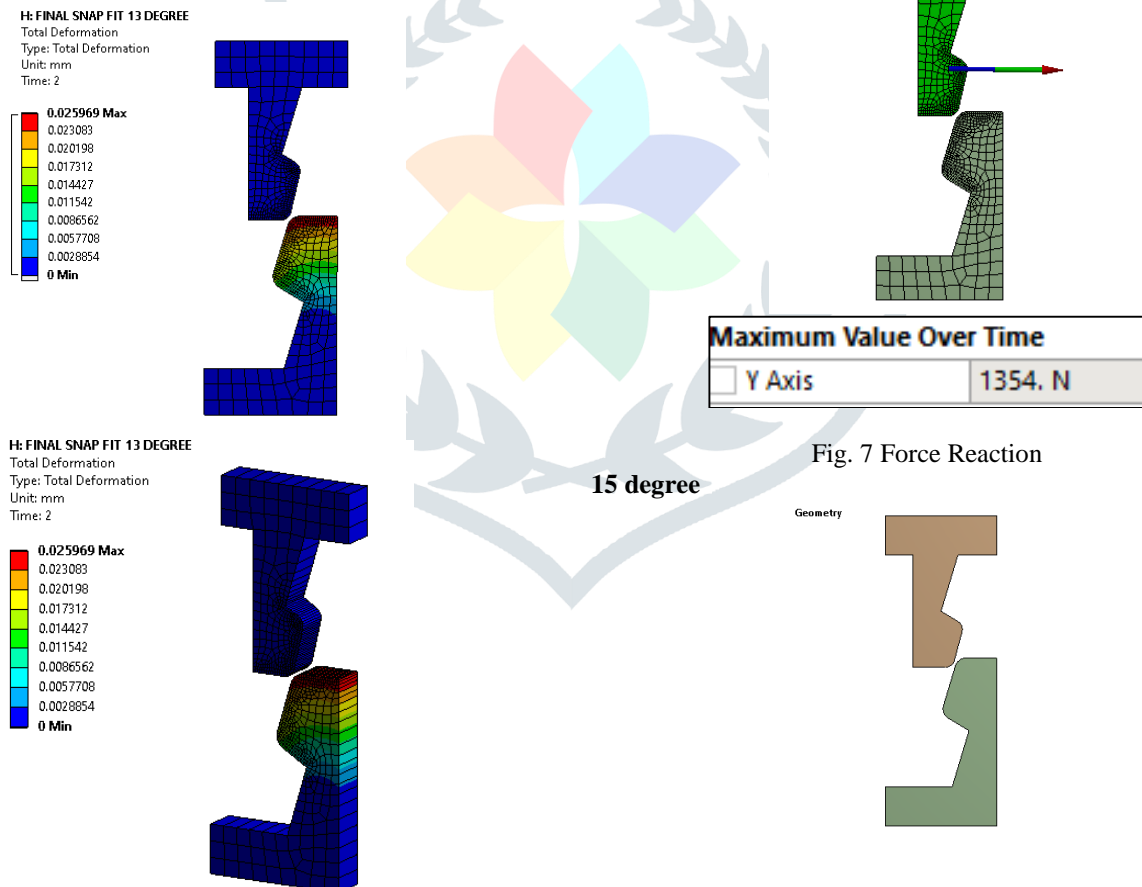 H: FINAL SNAP FIT 13 DEGREE
Total Deformation
Type: Total Deformation
Unit: mm
Time: 2
0.025969 Max
0.023083
0.020198
0.017312
0.014427
0.011542
0.0086562
0.0057708
0.0028854
0 Min
H: FINAL SNAP FIT 13 DEGREE
Total Deformation
Type: Total Deformation
Unit: mm
Time: 2
0.025969 Max
0.023083
0.020198
0.017312
0.014427
0.011542
0.0086562
0.0057708
0.0028854
0 Min
Maximum Value Over Time
Y Axis 1354. N
Fig. 7 Force Reaction
15 degree
Geometry